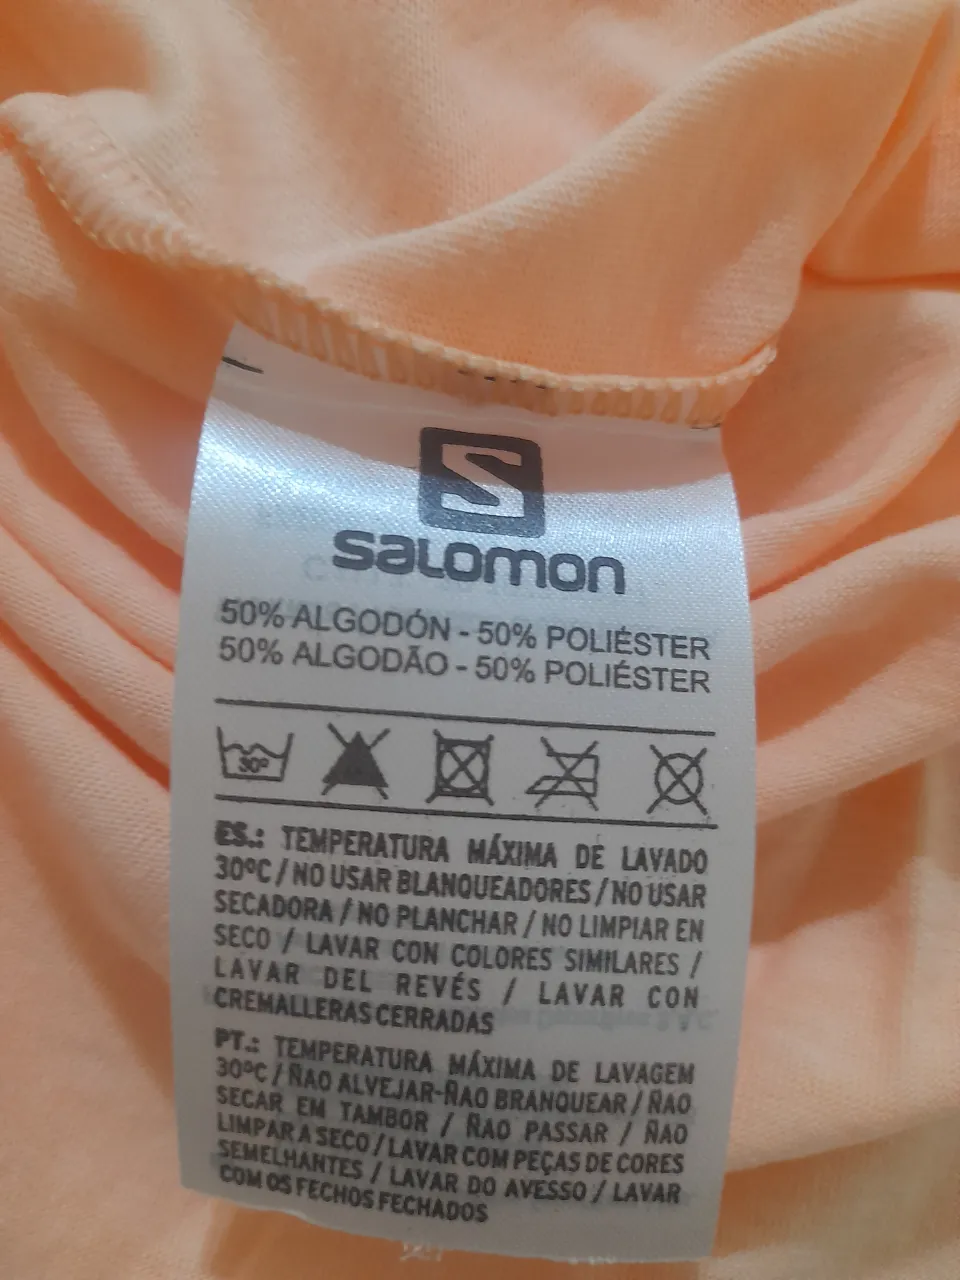 S
salomon
50% ALGODÓN - 50% POLIÉSTER
50% ALGODÃO - 50% POLIÉSTER
30º
ES.: TEMPERATURA MÁXIMA DE LAVADO
30ºC / NO USAR BLANQUEADORES / NO USAR
SECADORA / NO PLANCHAR / NO LIMPIAR EN
SECO / LAVAR CON COLORES SIMILARES /
LAVAR DEL REVÉS / LAVAR CON
CREMALLERAS CERRADAS
PT.: TEMPERATURA MÁXIMA DE LAVAGEM
30ºC / ÑAO ALVEJAR-ÑAO BRANQUEAR / ÑAO
SECAR EM TAMBOR / ÑAO PASSAR / ÑAO
LIMPAR A SECO / LAVAR COM PEÇAS DE CORES
SEMELHANTES / LAVAR DO AVESSO / LAVAR
COM OS FECHOS FECHADOS